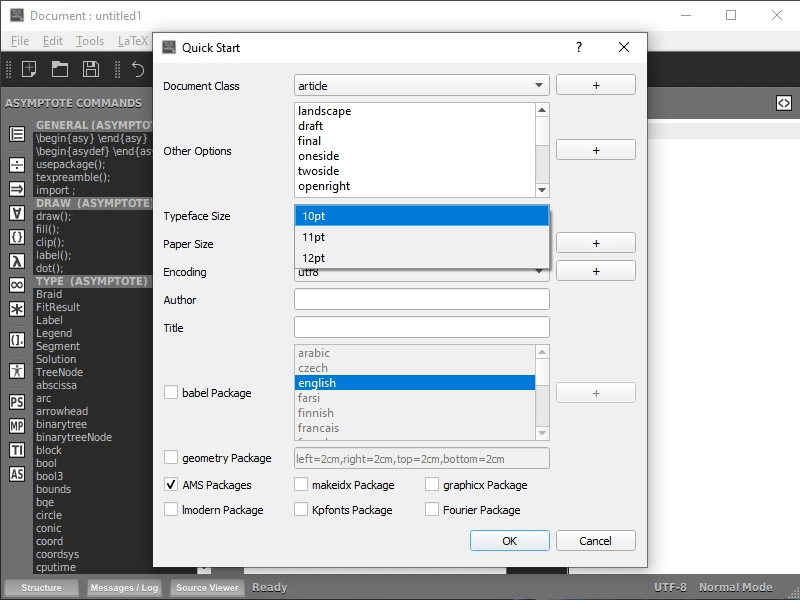 Document : untitled1
File Edit Tools LaTeX
Quick Start
?
ASYMPTOTE COMMANDS
GENERAL (ASYMPTO
\begin{asy} \end{asy}
\begin{asydef} \end{asy
usepackage();
texpreamble();
import ;
DRAW (ASYMPTOTE
draw();
fill();
clip();
label();
dot();
TYPE (ASYMPTOTE)
Braid
FitResult
Label
Legend
Segment
Solution
TreeNode
abscissa
arc
arrowhead
binarytree
binarytreeNode
block
bool
bool3
bounds
bqe
circle
conic
coord
coordsys
cputime
PS
MP
TI
AS
Document Class
article
+
Other Options
landscape
draft
final
oneside
twoside
openright
+
Typeface Size
10pt
11pt
12pt
Paper Size
+
Encoding
utf8
+
Author
Title
babel Package
arabic
czech
english
farsi
finnish
francais
+
geometry Package
left=2cm,right=2cm,top=2cm,bottom=2cm
AMS Packages makeidx Package graphicx Package
lmodern Package Kpfonts Package Fourier Package
OK Cancel
Structure Messages / Log Source Viewer Ready UTF-8 Normal Mode